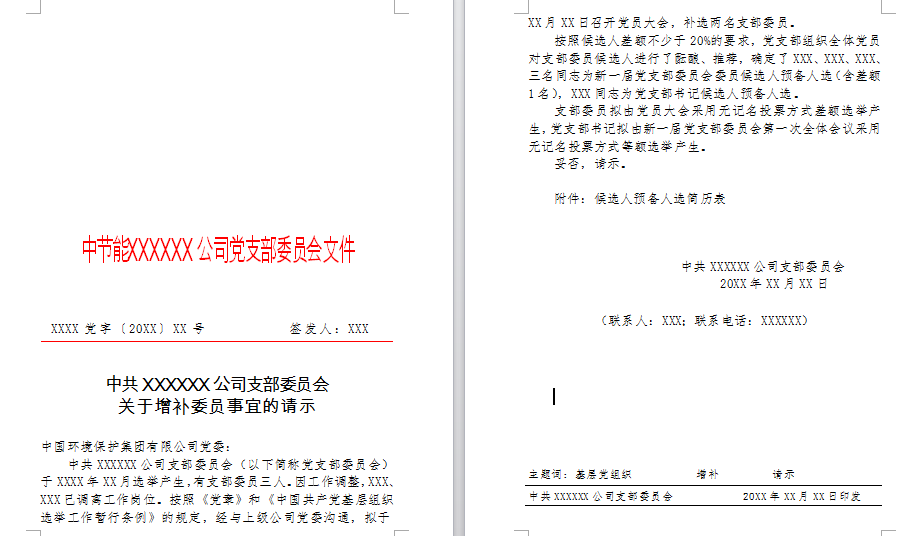 中节能XXXXXX 公司党支部委员会文件
XXXX 党字〔20XX〕XX 号 签发人：XXX
中共 XXXXXX 公司支部委员会
关于增补委员事宜的请示
中国环境保护集团有限公司党委：
中共 XXXXXX 公司支部委员会（以下简称党支部委员会）
于 XXXX 年 XX 月选举产生，有支部委员三人。因工作调整，XXX、
XXX 已调离工作岗位。按照《党章》和《中国共产党基层组织
选举工作暂行条例》的规定，经与上级公司党委沟通，拟于
XX 月 XX 日召开党员大会，补选两名支部委员。
按照候选人差额不少于 20%的要求，党支部组织全体党员
对支部委员候选人进行了酝酿、推荐，确定了 XXX、XXX、XXX、
三名同志为新一届党支部委员会委员候选人预备人选（含差额
1 名），XXX 同志为党支部书记候选人预备人选。
支部委员拟由党员大会采用无记名投票方式差额选举产
生，党支部书记拟由新一届党支部委员会第一次全体会议采用
无记名投票方式等额选举产生。
妥否，请示。
附件：候选人预备人选简历表
中共 XXXXXX 公司支部委员会
20XX 年 XX 月 XX 日
（联系人：XXX；联系电话：XXXXXX）
主题词：基层党组织 增补 请示
中共 XXXXXX 公司支部委员会 20XX 年 XX 月 XX 日印发